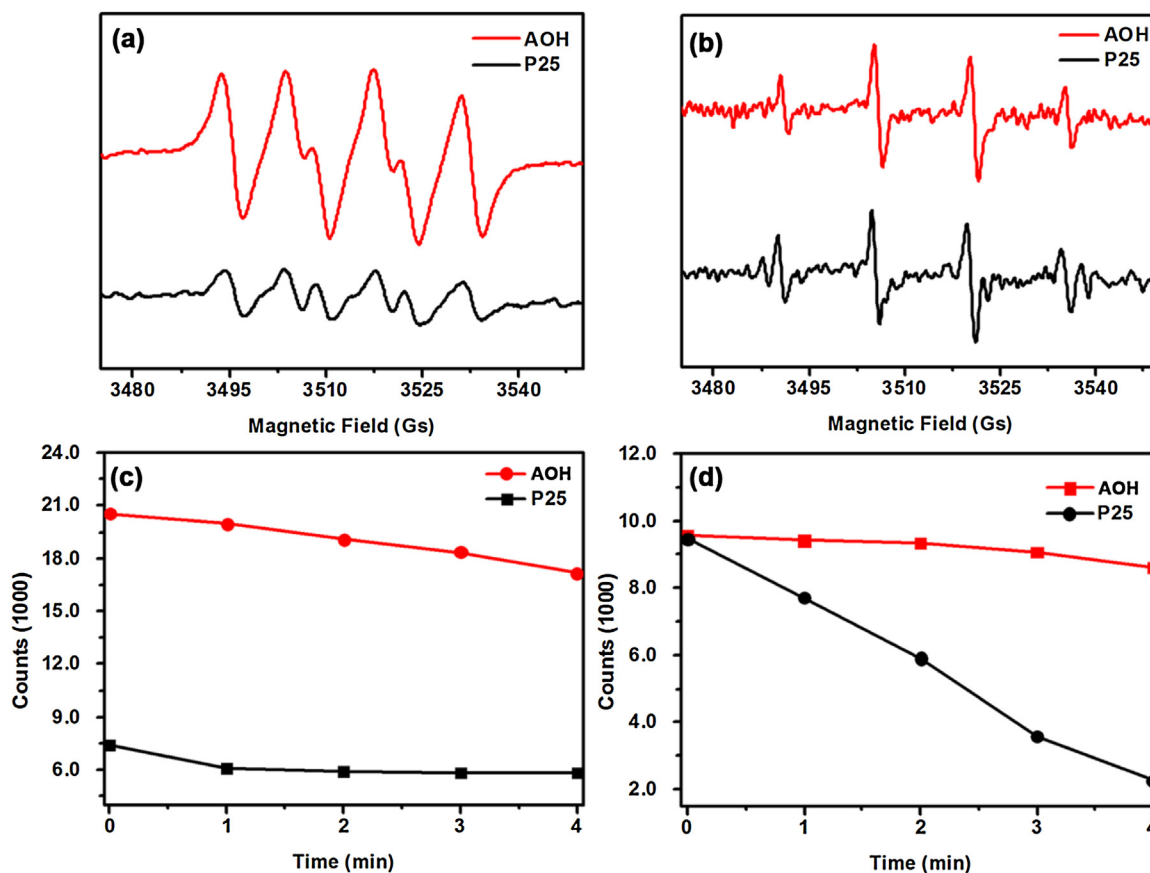 (a)
AOH
P25
3480 3495 3510 3525 3540
Magnetic Field (Gs)
(b)
AOH
P25
3480 3495 3510 3525 3540
Magnetic Field (Gs)
(c)
AOH
P25
24.0
21.0
18.0
15.0
12.0
9.0
6.0
Counts (1000)
0 1 2 3 4
Time (min)
(d)
AOH
P25
12.0
10.0
8.0
6.0
4.0
2.0
Counts (1000)
0 1 2 3 4
Time (min)